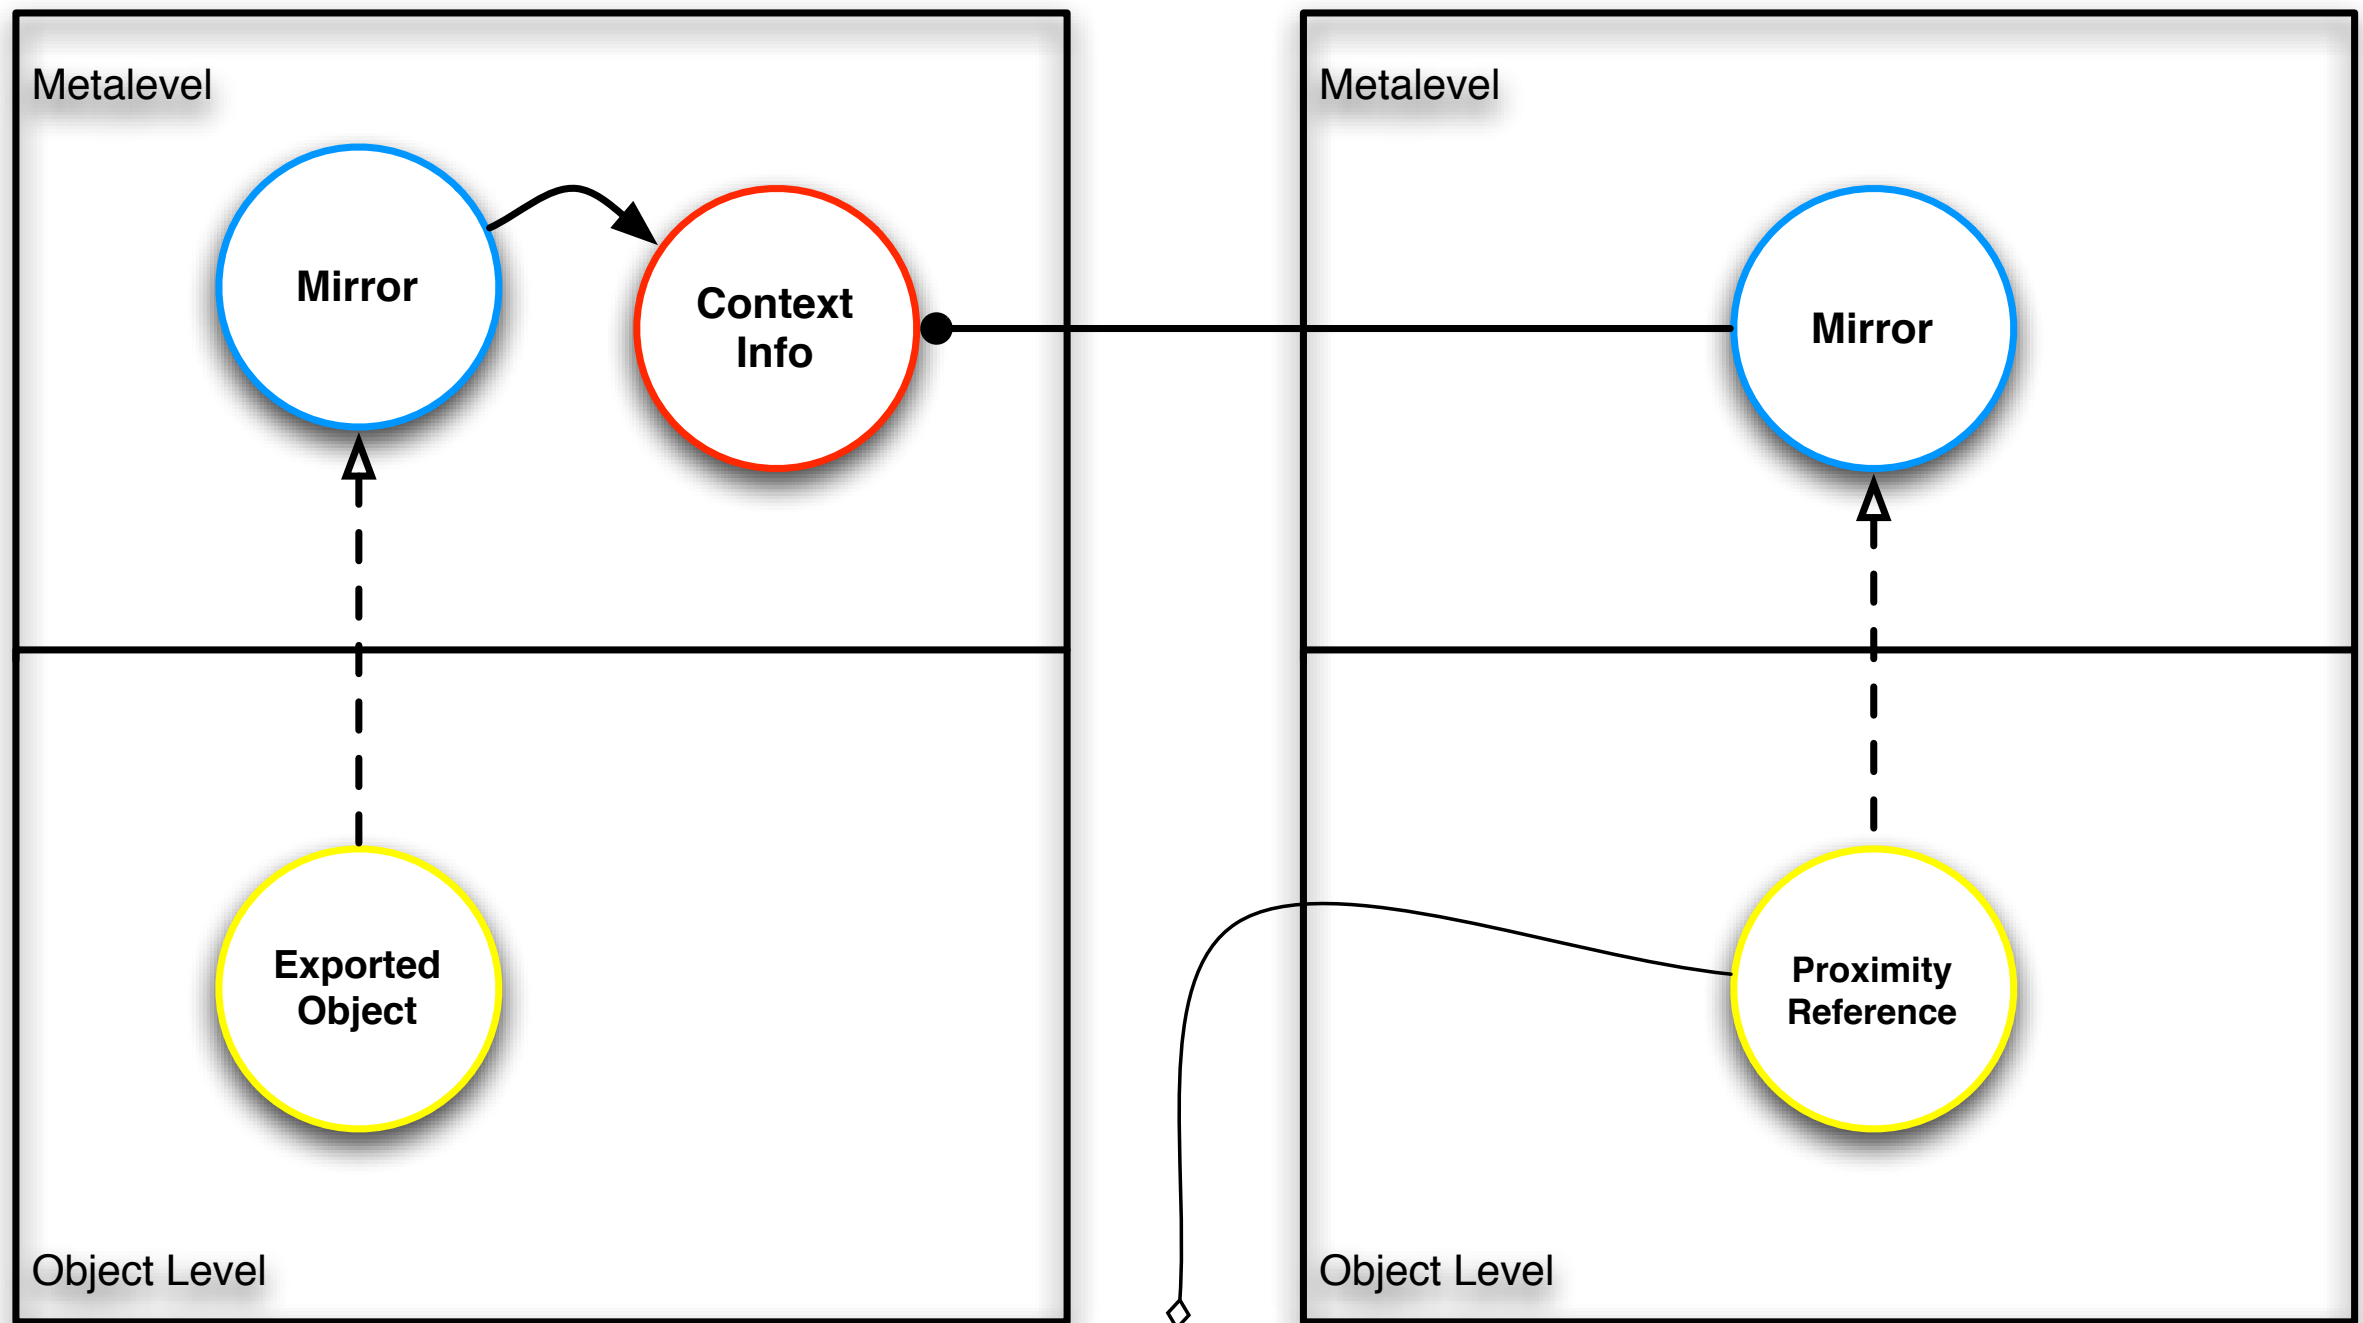 Metalevel
Mirror
Context
Info
Exported
Object
Object Level
Metalevel
Mirror
Proximity
Reference
Object Level